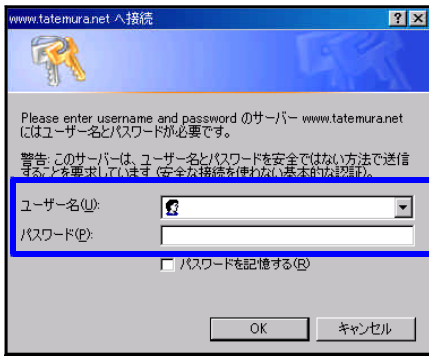 www.tatemura.net へ接続
Please enter username and password のサーバー www.tatemura.net
にはユーザー名とパスワードが必要です。
警告: このサーバーは、ユーザー名とパスワードを安全ではない方法で送信
することを要求しています (安全な接続を使わない基本的な認証)。
ユーザー名(U):
パスワード(P):
パスワードを記憶する(R)
OK キャンセル